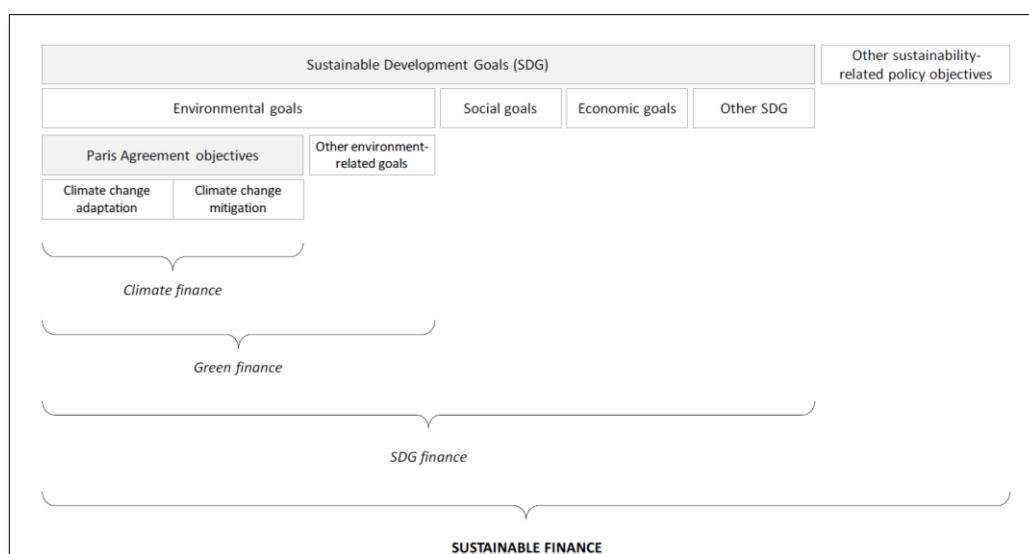 Sustainable Development Goals (SDG)
Other sustainability-
related policy objectives
Environmental goals
Social goals
Economic goals
Other SDG
Paris Agreement objectives
Other environment-
related goals
Climate change
adaptation
Climate change
mitigation
Climate finance
Green finance
SDG finance
SUSTAINABLE FINANCE